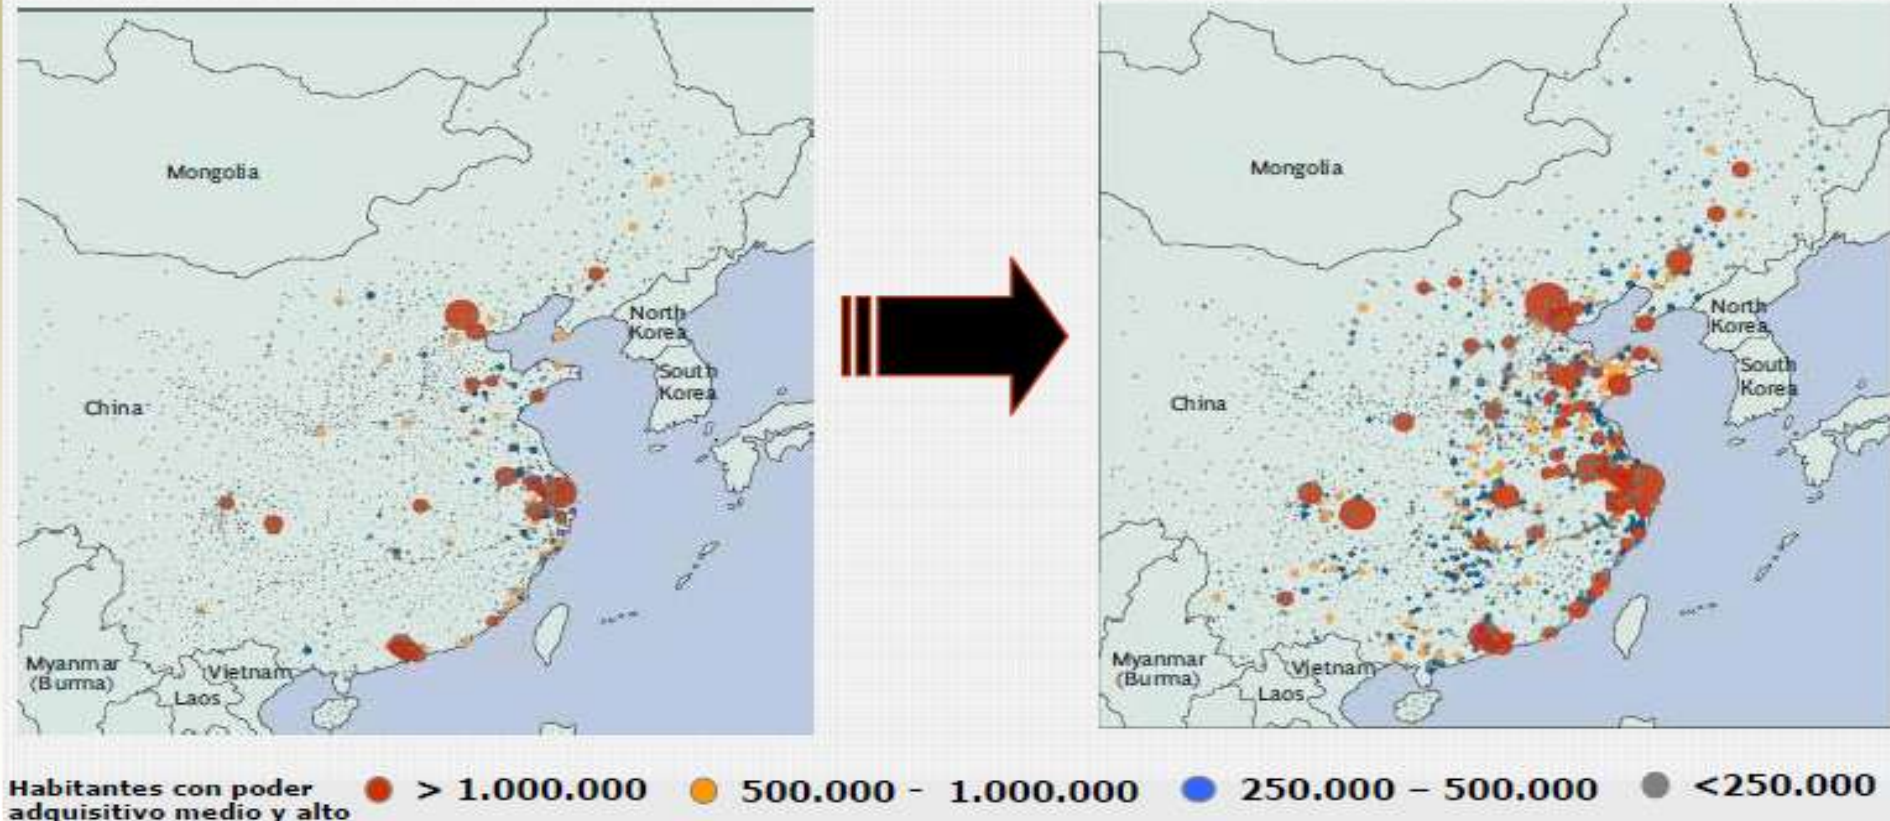 Mongolia
North
Korea
South
Korea
China
Myanmar
(Burma)
Vietnam
Laos
Mongolia
North
Korea
South
Korea
China
Myanmar
(Burma)
Vietnam
Laos
Habitantes con poder
adquisitivo medio y alto
> 1.000.000
500.000 - 1.000.000
250.000 – 500.000
<250.000